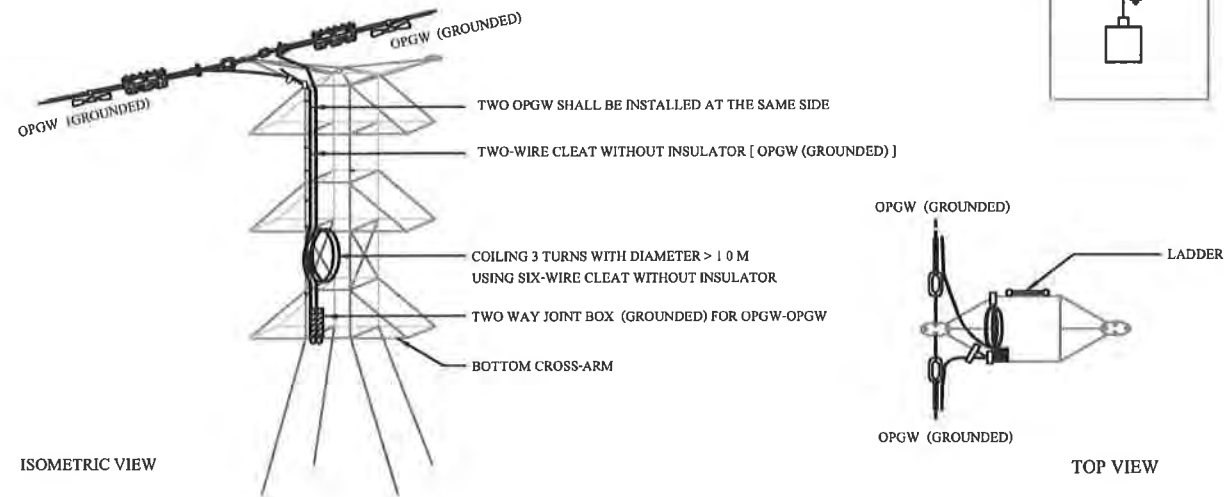 OPGW (GROUNDED)
OPGW (GROUNDED)
TWO OPGW SHALL BE INSTALLED AT THE SAME SIDE
TWO-WIRE CLEAT WITHOUT INSULATOR [ OPGW (GROUNDED) ]
COILING 3 TURNS WITH DIAMETER > 1 0 M
USING SIX-WIRE CLEAT WITHOUT INSULATOR
TWO WAY JOINT BOX (GROUNDED) FOR OPGW-OPGW
BOTTOM CROSS-ARM
ISOMETRIC VIEW
OPGW (GROUNDED)
LADDER
OPGW (GROUNDED)
TOP VIEW